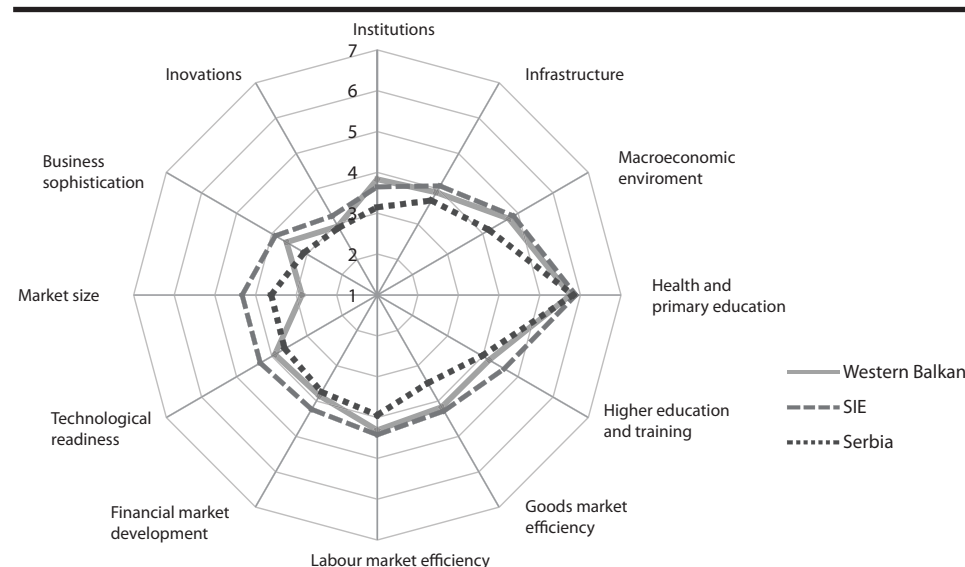 Institutions
7
6
5
4
3
2
1
Infrastructure
Macroeconomic
enviroment
Health and
primary education
Higher education
and training
Goods market
efficiency
Labour market efficiency
Financial market
development
Technological
readiness
Market size
Business
sophistication
Inovations
Western Balkan
SIE
Serbia